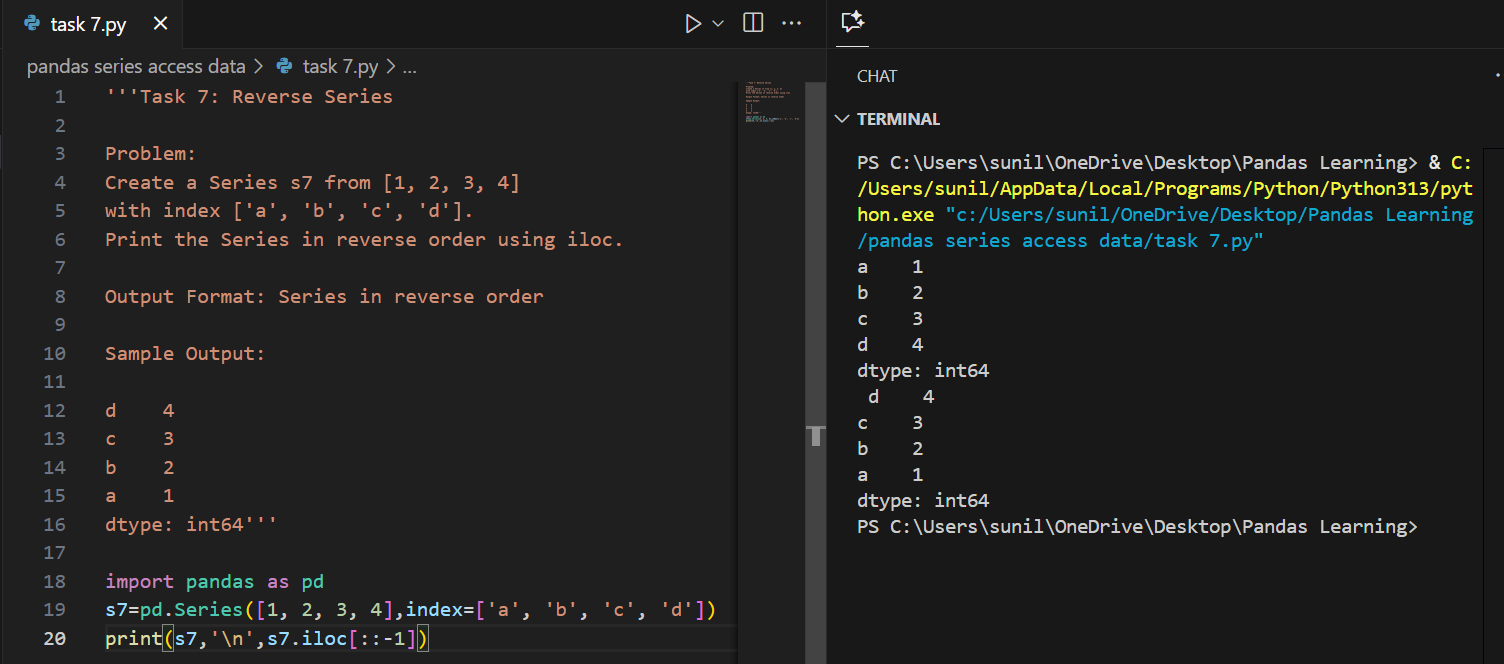 task 7.py
pandas series access data > task 7.py > ...
1 '''Task 7: Reverse Series
2
3 Problem:
4 Create a Series s7 from [1, 2, 3, 4]
5 with index ['a', 'b', 'c', 'd'].
6 Print the Series in reverse order using iloc.
7
8 Output Format: Series in reverse order
9
10 Sample Output:
11
12 d    4
13 c    3
14 b    2
15 a    1
16 dtype: int64'''
17
18 import pandas as pd
19 s7=pd.Series([1, 2, 3, 4],index=['a', 'b', 'c', 'd'])
20 print(s7,'\n',s7.iloc[::-1])
CHAT
TERMINAL
PS C:\Users\sunil\OneDrive\Desktop\Pandas Learning> & C:
/Users/sunil/AppData/Local/Programs/Python/Python313/pyt
hon.exe "c:/Users/sunil/OneDrive/Desktop/Pandas Learning
/pandas series access data/task 7.py"
a    1
b    2
c    3
d    4
dtype: int64
 d    4
c    3
b    2
a    1
dtype: int64
PS C:\Users\sunil\OneDrive\Desktop\Pandas Learning>